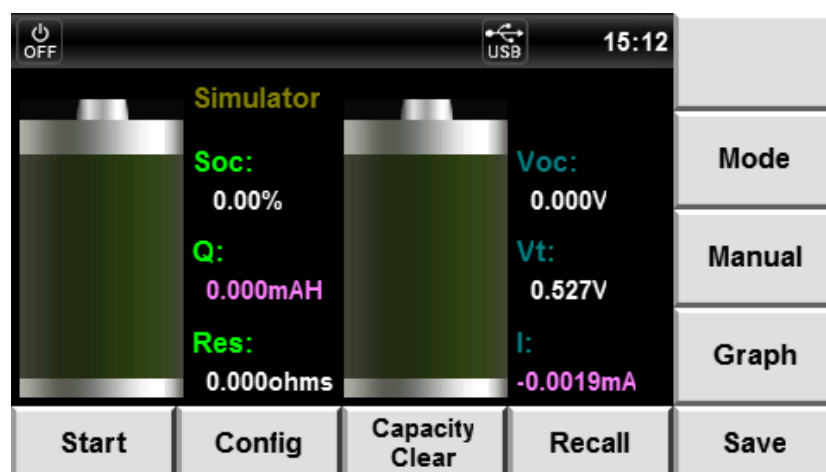 OFF
USB
15:12
Simulator
Soc:
0.00%
Q:
0.000mAH
Res:
0.000ohms
Voc:
0.000V
Vt:
0.527V
I:
-0.0019mA
Mode
Manual
Graph
Start
Config
Capacity
Clear
Recall
Save